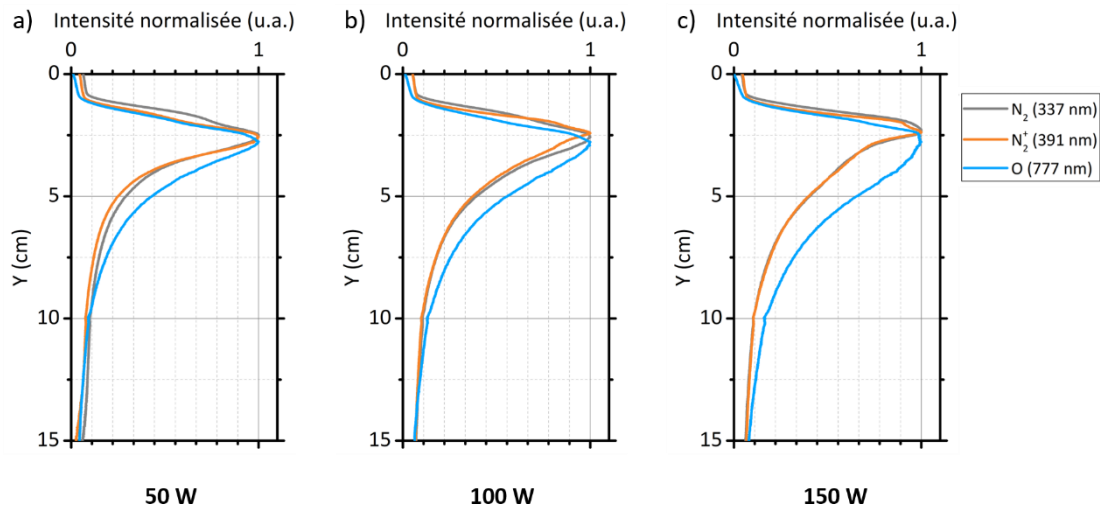 a) Intensité normalisée (u.a.)
0 1
0
5
10
15
Y (cm)
50 W
b) Intensité normalisée (u.a.)
0 1
0
5
10
15
Y (cm)
100 W
c) Intensité normalisée (u.a.)
0 1
0
5
10
15
Y (cm)
150 W
N₂ (337 nm)
N₂⁺ (391 nm)
O (777 nm)